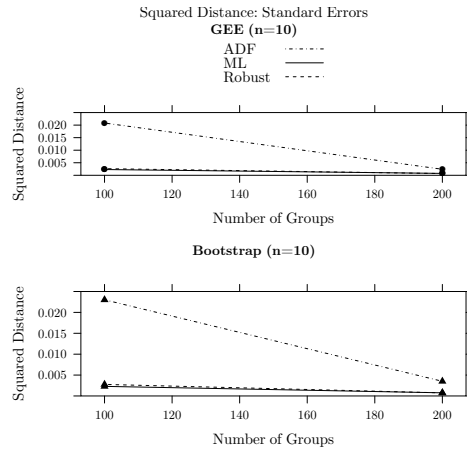 Squared Distance: Standard Errors
GEE (n=10)
ADF
ML
Robust
Squared Distance
0.020
0.015
0.010
0.005
100 120 140 160 180 200
Number of Groups
Bootstrap (n=10)
Squared Distance
0.020
0.015
0.010
0.005
100 120 140 160 180 200
Number of Groups